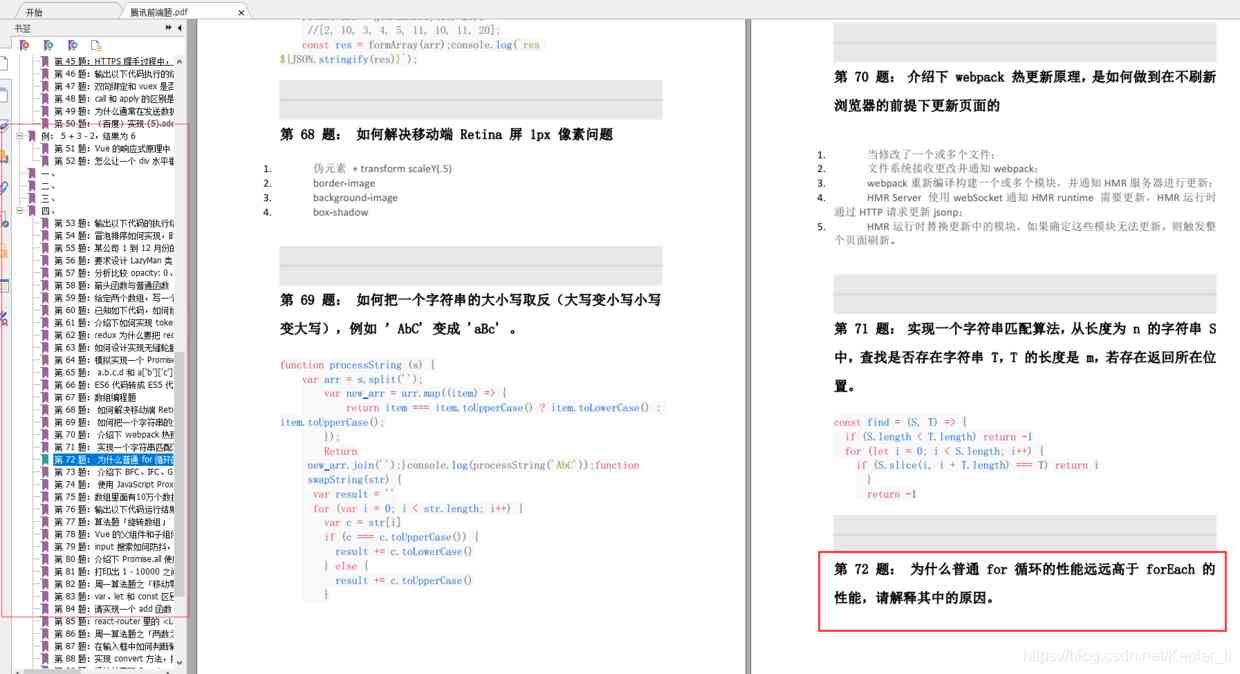 开始
腾讯前端题.pdf
书签
第 45 题: HTTPS 握手过程中,
第 46 题: 输出以下代码执行的结
第 47 题: 双向绑定和 vuex 是否
第 48 题: call 和 apply 的区别是
第 49 题: 为什么通常在发送数据
第 50 题: (百度) 实现 (5).add
例: 5 + 3 - 2, 结果为 6
第 51 题: Vue 的响应式原理中
第 52 题: 怎么让一个 div 水平垂
一、
二、
三、
四、
第 53 题: 输出以下代码的执行结
第 54 题: 冒泡排序如何实现, 时
第 55 题: 某公司 1 到 12 月份的
第 56 题: 要求设计 LazyMan 类
第 57 题: 分析比较 opacity: 0、
第 58 题: 箭头函数与普通函数
第 59 题: 给定两个数组, 写一个
第 60 题: 已知如下代码, 如何修
第 61 题: 介绍下如何实现 toke
第 62 题: redux 为什么要把 rec
第 63 题: 如何设计实现无缝轮播
第 64 题: 模拟实现一个 Promise
第 65 题: a.b.c.d 和 a['b']['c']
第 66 题: ES6 代码转成 ES5 代
第 67 题: 数组编程题
第 68 题: 如何解决移动端 Reti
第 69 题: 如何把一个字符串的大
第 70 题: 介绍下 webpack 热更
第 71 题: 实现一个字符串匹配
第 72 题: 为什么普通 for 循环的
第 73 题: 介绍下 BFC、IFC、G
第 74 题: 使用 JavaScript Prox
第 75 题: 数组里面有10万个数据
第 76 题: 输出以下代码运行结果
第 77 题: 算法题「旋转数组」
第 78 题: Vue 的父组件和子组件
第 79 题: input 搜索如何防抖,
第 80 题: 介绍下 Promise.all 使
第 81 题: 打印出 1 - 10000 之间
第 82 题: 周一算法题之「移动零
第 83 题: var、let 和 const 区别
第 84 题: 请实现一个 add 函数
第 85 题: react-router 里的 <L
第 86 题: 周一算法题之「两数之
第 87 题: 在输入框中如何判断输
第 88 题: 实现 convert 方法,
//[2, 10, 3, 4, 5, 11, 10, 11, 20];
const res = formArray(arr);console.log(`res
${JSON.stringify(res)}`);
第 68 题: 如何解决移动端 Retina 屏 1px 像素问题
1. 伪元素 + transform scaleY(.5)
2. border-image
3. background-image
4. box-shadow
第 69 题: 如何把一个字符串的大小写取反（大写变小写小写
变大写）, 例如 ' AbC' 变成 'aBc' 。
function processString (s) {
var arr = s.split('');
var new_arr = arr.map((item) => {
return item === item.toUpperCase() ? item.toLowerCase() :
item.toUpperCase();
});
Return
new_arr.join('');}console.log(processString('AbC'));function
swapString(str) {
var result = ''
for (var i = 0; i < str.length; i++) {
var c = str[i]
if (c === c.toUpperCase()) {
result += c.toLowerCase()
} else {
result += c.toUpperCase()
}
第 70 题: 介绍下 webpack 热更新原理, 是如何做到在不刷新
浏览器的前提下更新页面的
1. 当修改了一个或多个文件;
2. 文件系统接收更改并通知 webpack;
3. webpack 重新编译构建一个或多个模块, 并通知 HMR 服务器进行更新;
4. HMR Server 使用 webSocket 通知 HMR runtime 需要更新, HMR 运行时
通过 HTTP 请求更新 jsonp;
5. HMR 运行时替换更新中的模块, 如果确定这些模块无法更新, 则触发整
个页面刷新。
第 71 题: 实现一个字符串匹配算法, 从长度为 n 的字符串 S
中, 查找是否存在字符串 T, T 的长度是 m, 若存在返回所在位
置。
const find = (S, T) => {
if (S.length < T.length) return -1
for (let i = 0; i < S.length; i++) {
if (S.slice(i, i + T.length) === T) return i
}
return -1
第 72 题: 为什么普通 for 循环的性能远远高于 forEach 的
性能, 请解释其中的原因。
https://blog.csdn.net/Kepler_II